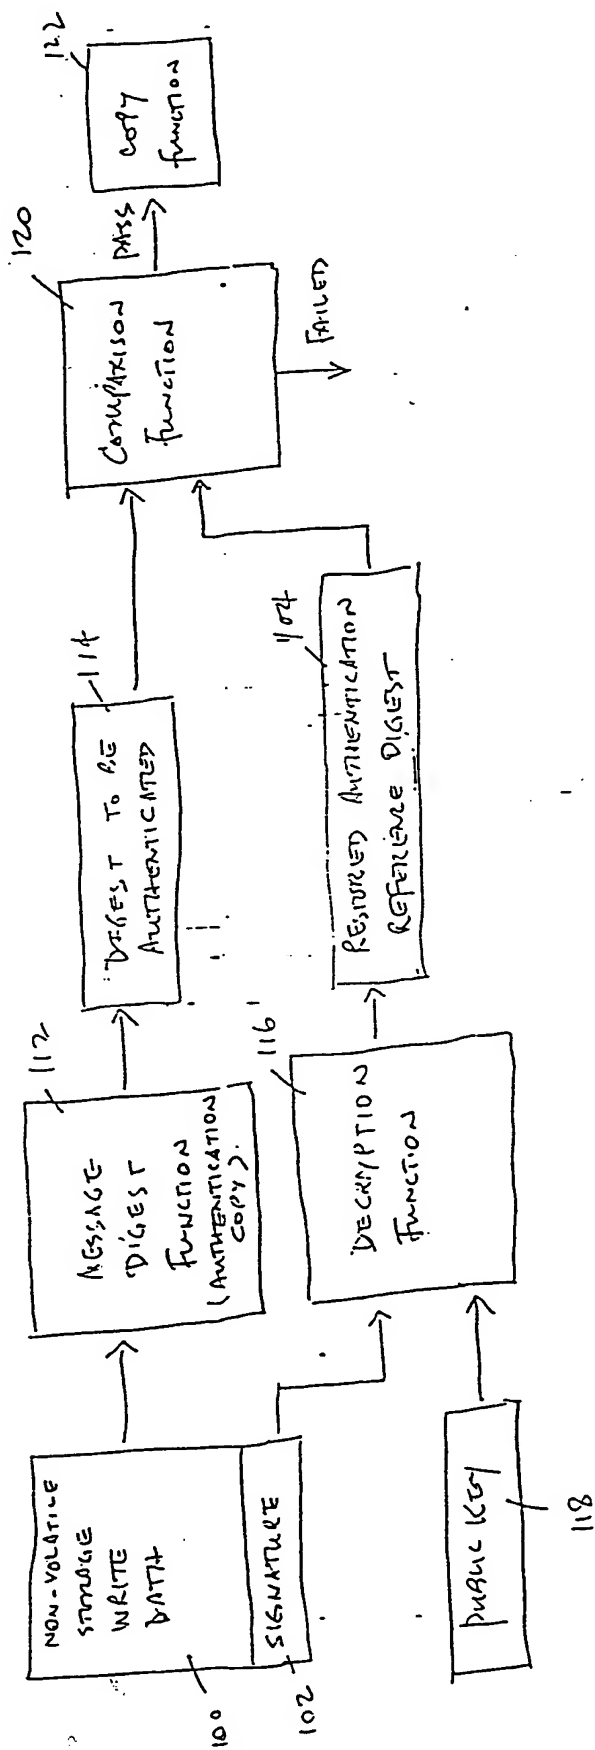 NON-VOLATILE
STORAGE
WRITE
DATA
100
SIGNATURE
102
PUBLIC KEY
118
MESSAGE
DIGEST
FUNCTION
(AUTHENTICATION
COPY).
112
DECRYPTION
FUNCTION
116
DIGEST TO BE
AUTHENTICATED
114
RESTORED AUTHENTICATION
REFERENCE DIGEST
104
COMPARISON
FUNCTION
120
PASS
FAILED
COPY
FUNCTION
122